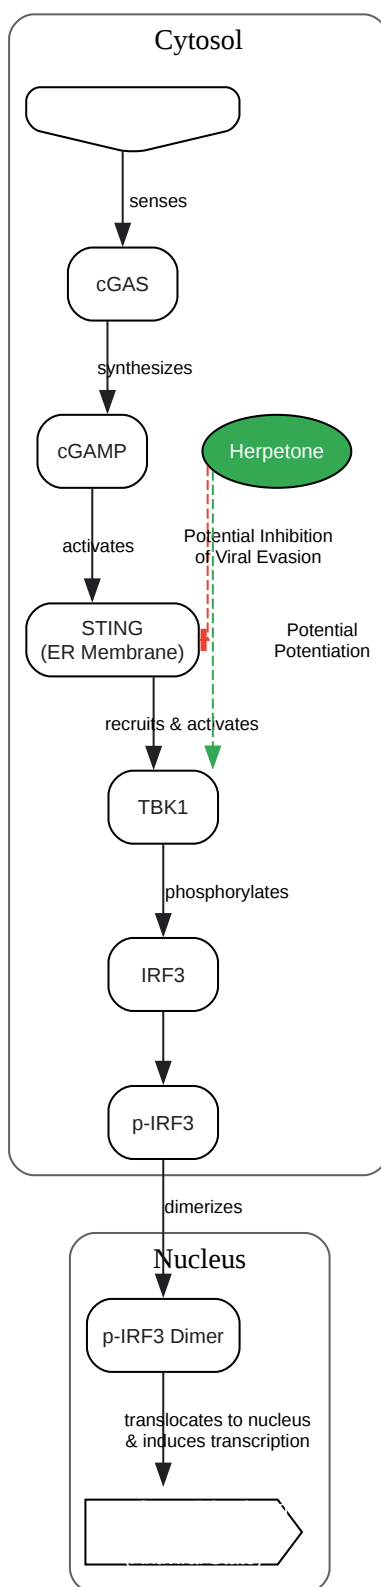 Cytosol
senses
cGAS
synthesizes
cGAMP
Herpetone
activates
Potential Inhibition
of Viral Evasion
STING
(ER Membrane)
Potential
Potentiation
recruits & activates
TBK1
phosphorylates
IRF3
p-IRF3
dimerizes
Nucleus
p-IRF3 Dimer
translocates to nucleus
& induces transcription